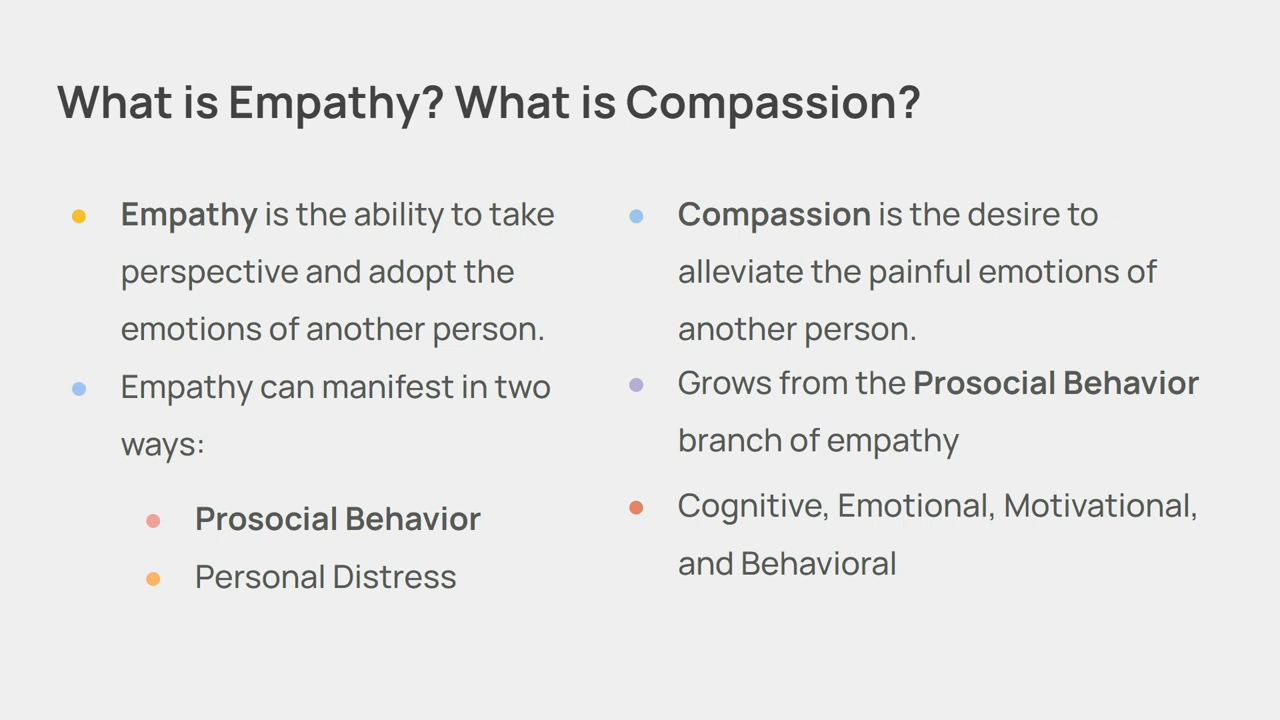 What is Empathy? What is Compassion?
Empathy is the ability to take
perspective and adopt the
emotions of another person.
Empathy can manifest in two
ways:
Prosocial Behavior
Personal Distress
Compassion is the desire to
alleviate the painful emotions of
another person.
Grows from the Prosocial Behavior
branch of empathy
Cognitive, Emotional, Motivational,
and Behavioral